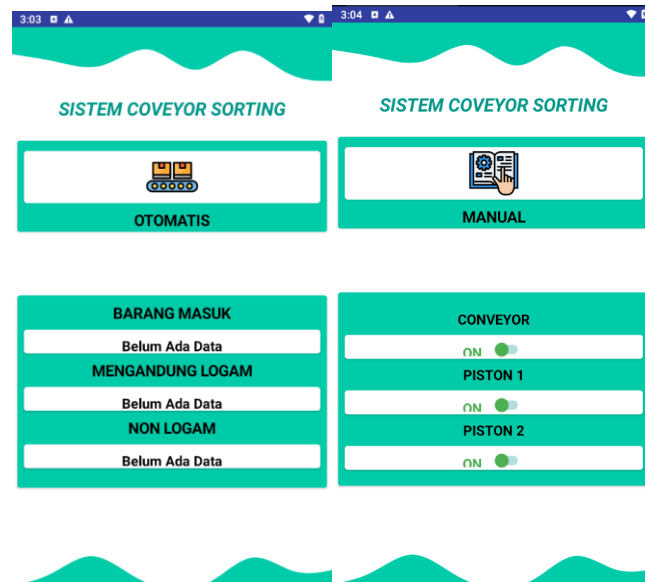 3:03
SISTEM COVEYOR SORTING
OTOMATIS
BARANG MASUK
Belum Ada Data
MENGANDUNG LOGAM
Belum Ada Data
NON LOGAM
Belum Ada Data
3:04
SISTEM COVEYOR SORTING
MANUAL
CONVEYOR
ON
PISTON 1
ON
PISTON 2
ON